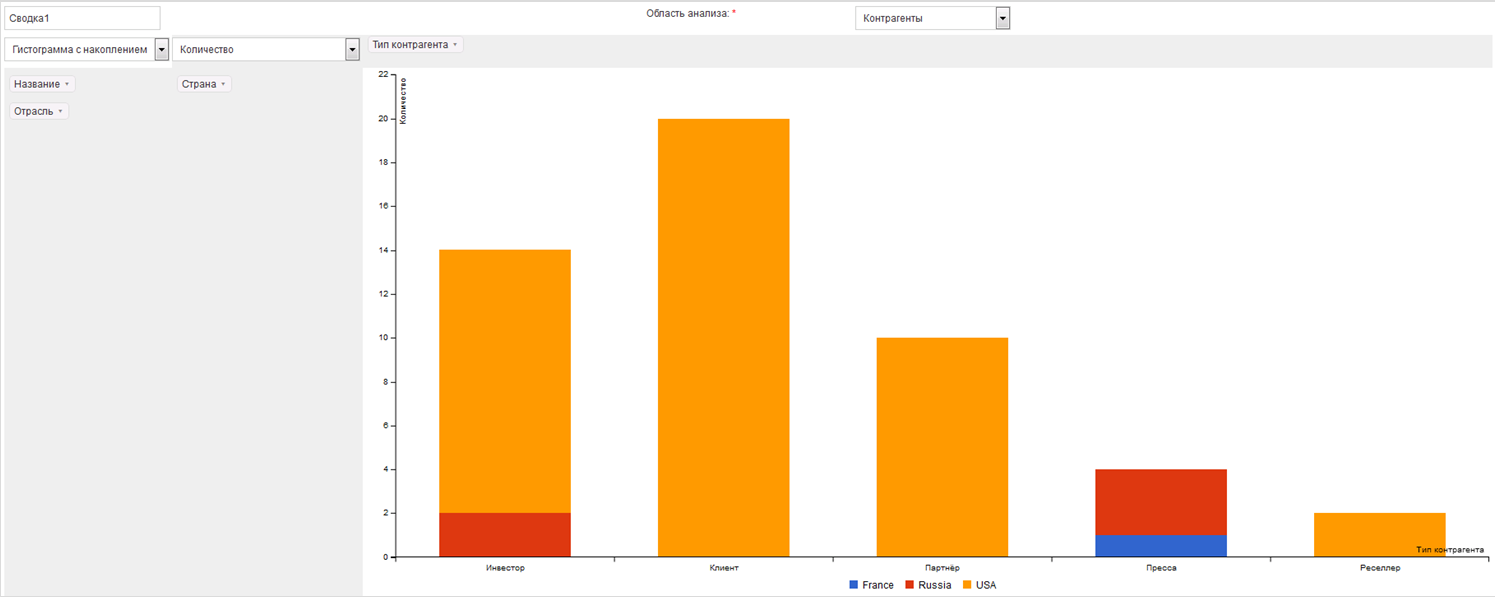 Сводка1
Область анализа: *
Контрагенты
Гистограмма с накоплением
Количество
Тип контрагента
Название
Страна
Отрасль
Количество
22
20
18
16
14
12
10
8
6
4
2
0
Тип контрагента
Инвестор Клиент Партнёр Пресса Реселлер
France Russia USA